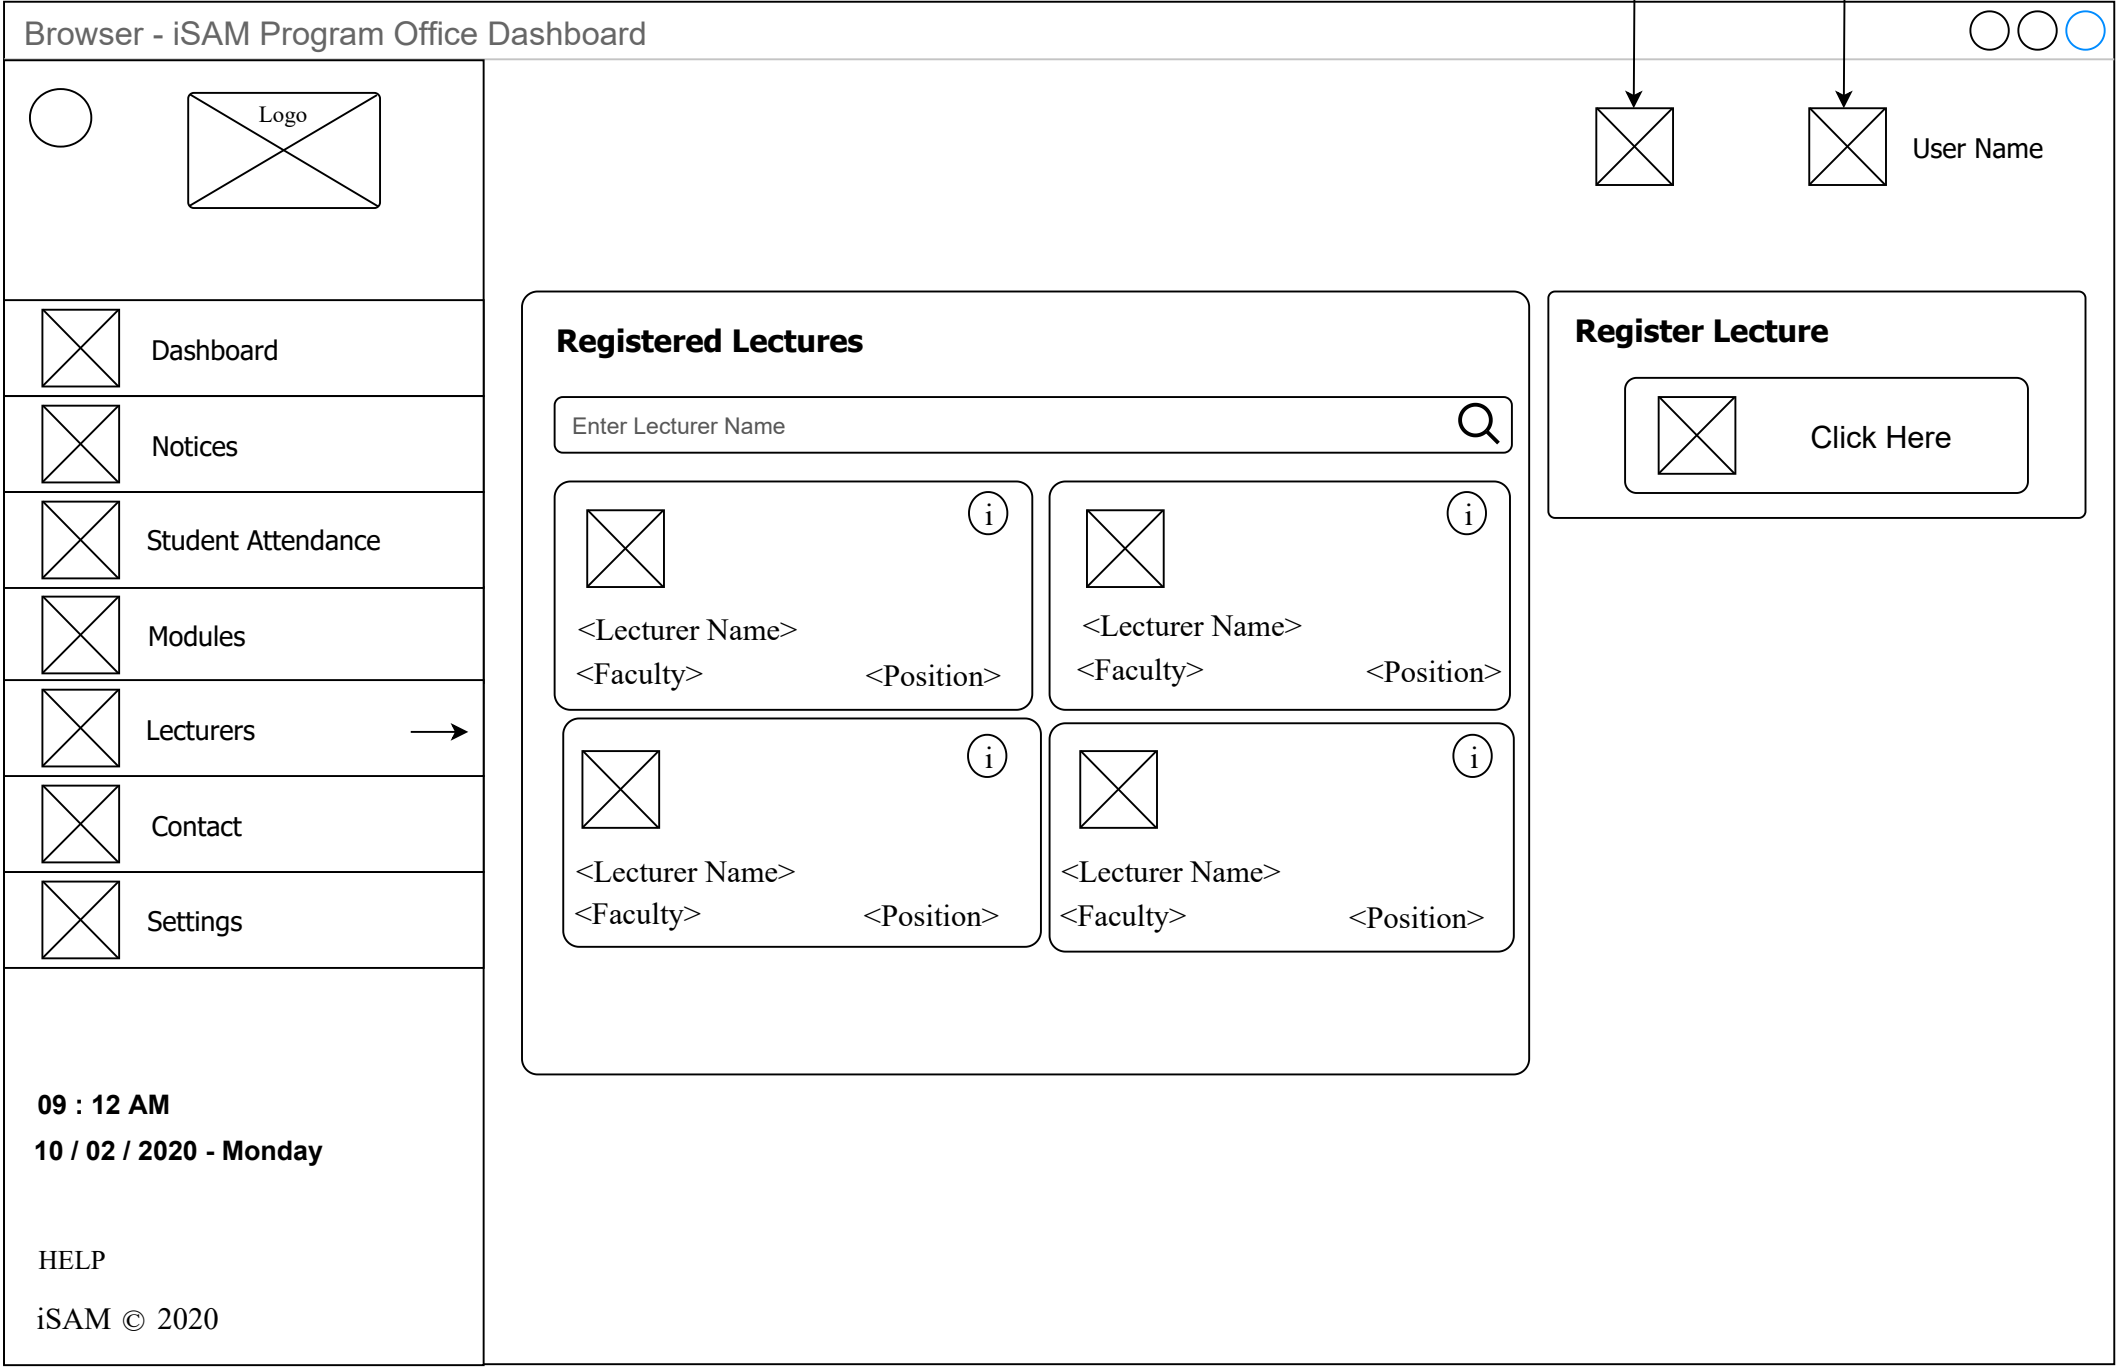 Browser - iSAM Program Office Dashboard
Logo
User Name
Dashboard
Notices
Student Attendance
Modules
Lecturers
Contact
Settings
09 : 12 AM
10 / 02 / 2020 - Monday
HELP
iSAM © 2020
Registered Lectures
Enter Lecturer Name
i
<Lecturer Name>
<Faculty> <Position>
i
<Lecturer Name>
<Faculty> <Position>
i
<Lecturer Name>
<Faculty> <Position>
i
<Lecturer Name>
<Faculty> <Position>
Register Lecture
Click Here